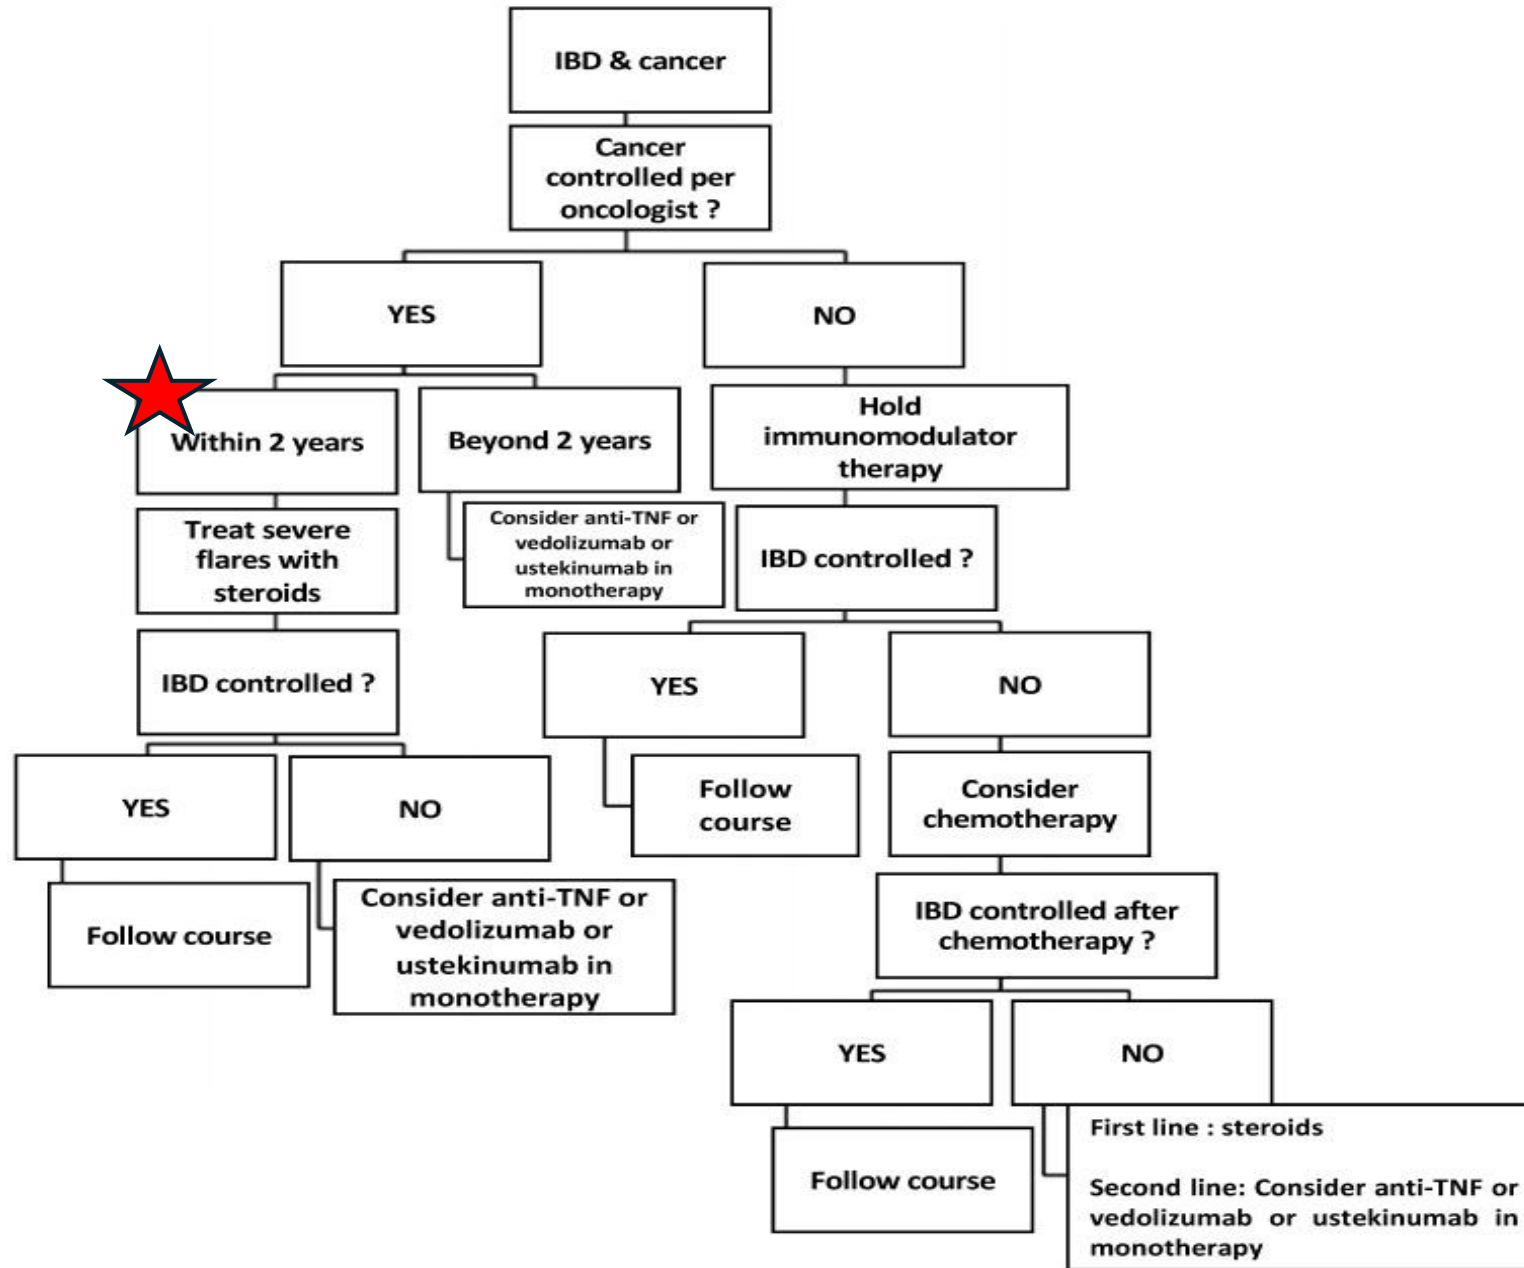 IBD & cancer
Cancer
controlled per
oncologist ?
YES
NO
Within 2 years
Beyond 2 years
Hold
immunomodulator
therapy
Treat severe
flares with
steroids
Consider anti-TNF or
vedolizumab or
ustekinumab in
monotherapy
IBD controlled ?
IBD controlled ?
YES
NO
YES
NO
Follow
course
Consider
chemotherapy
Follow course
Consider anti-TNF or
vedolizumab or
ustekinumab in
monotherapy
IBD controlled after
chemotherapy ?
YES
NO
Follow course
First line : steroids
Second line: Consider anti-TNF or
vedolizumab or ustekinumab in
monotherapy